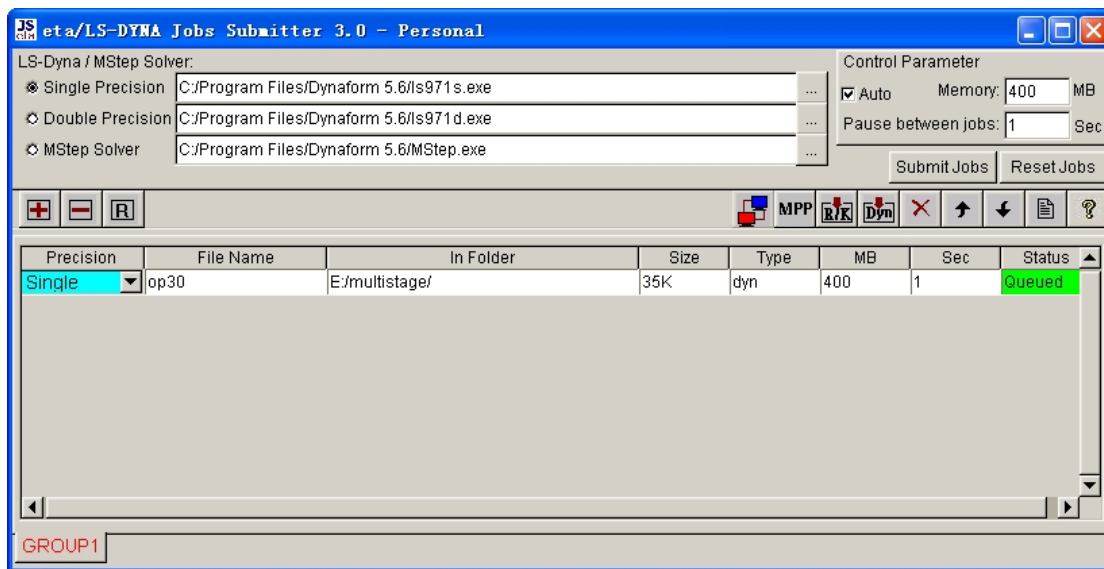 JS eta/LS-DYNA Jobs Submitter 3.0 - Personal
LS-Dyna / MStep Solver:
Single Precision C:/Program Files/Dynaform 5.6/ls971s.exe ...
Double Precision C:/Program Files/Dynaform 5.6/ls971d.exe ...
MStep Solver C:/Program Files/Dynaform 5.6/MStep.exe ...
Control Parameter
Auto Memory: 400 MB
Pause between jobs: 1 Sec
Submit Jobs Reset Jobs
R MPP R/K Dyn ?
Precision File Name In Folder Size Type MB Sec Status
Single op30 E:/multistage/ 35K dyn 400 1 Queued
GROUP1